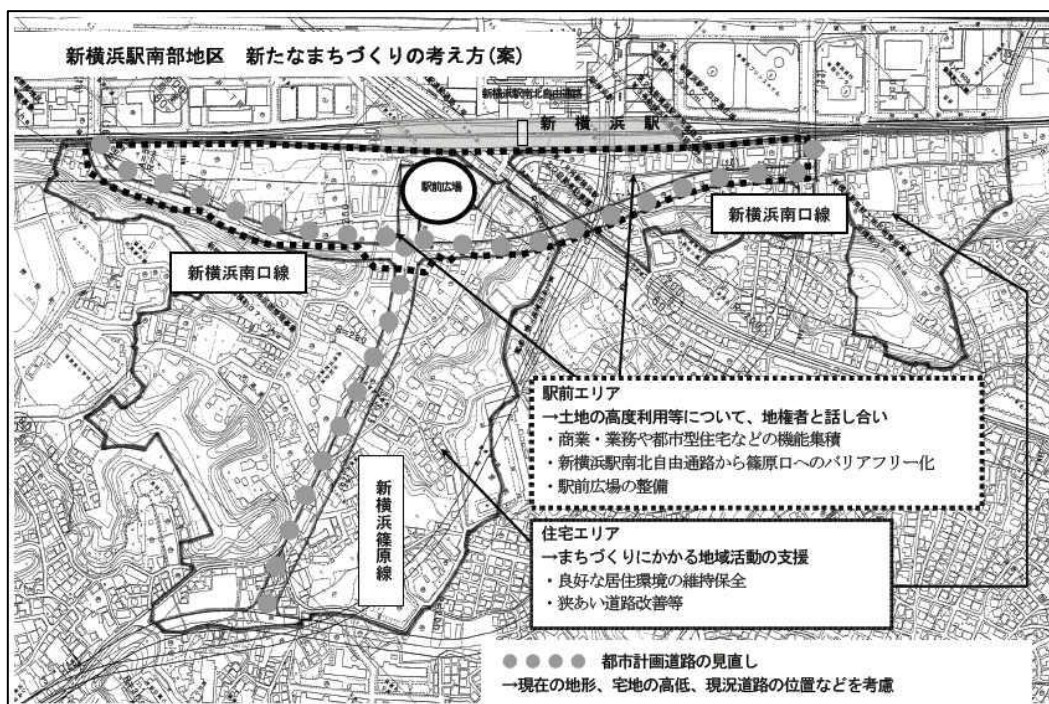 新横浜駅南部地区　新たなまちづくりの考え方（案）
新横浜駅南北自由通路
新横浜駅
駅前広場
新横浜南口線
新横浜南口線
駅前エリア
→土地の高度利用等について、地権者と話し合い
・商業・業務や都市型住宅などの機能集積
・新横浜駅南北自由通路から篠原口へのバリアフリー化
・駅前広場の整備
新横浜篠原線
住宅エリア
→まちづくりにかかる地域活動の支援
・良好な居住環境の維持保全
・狭あい道路改善等
都市計画道路の見直し
→現在の地形、宅地の高低、現況道路の位置などを考慮